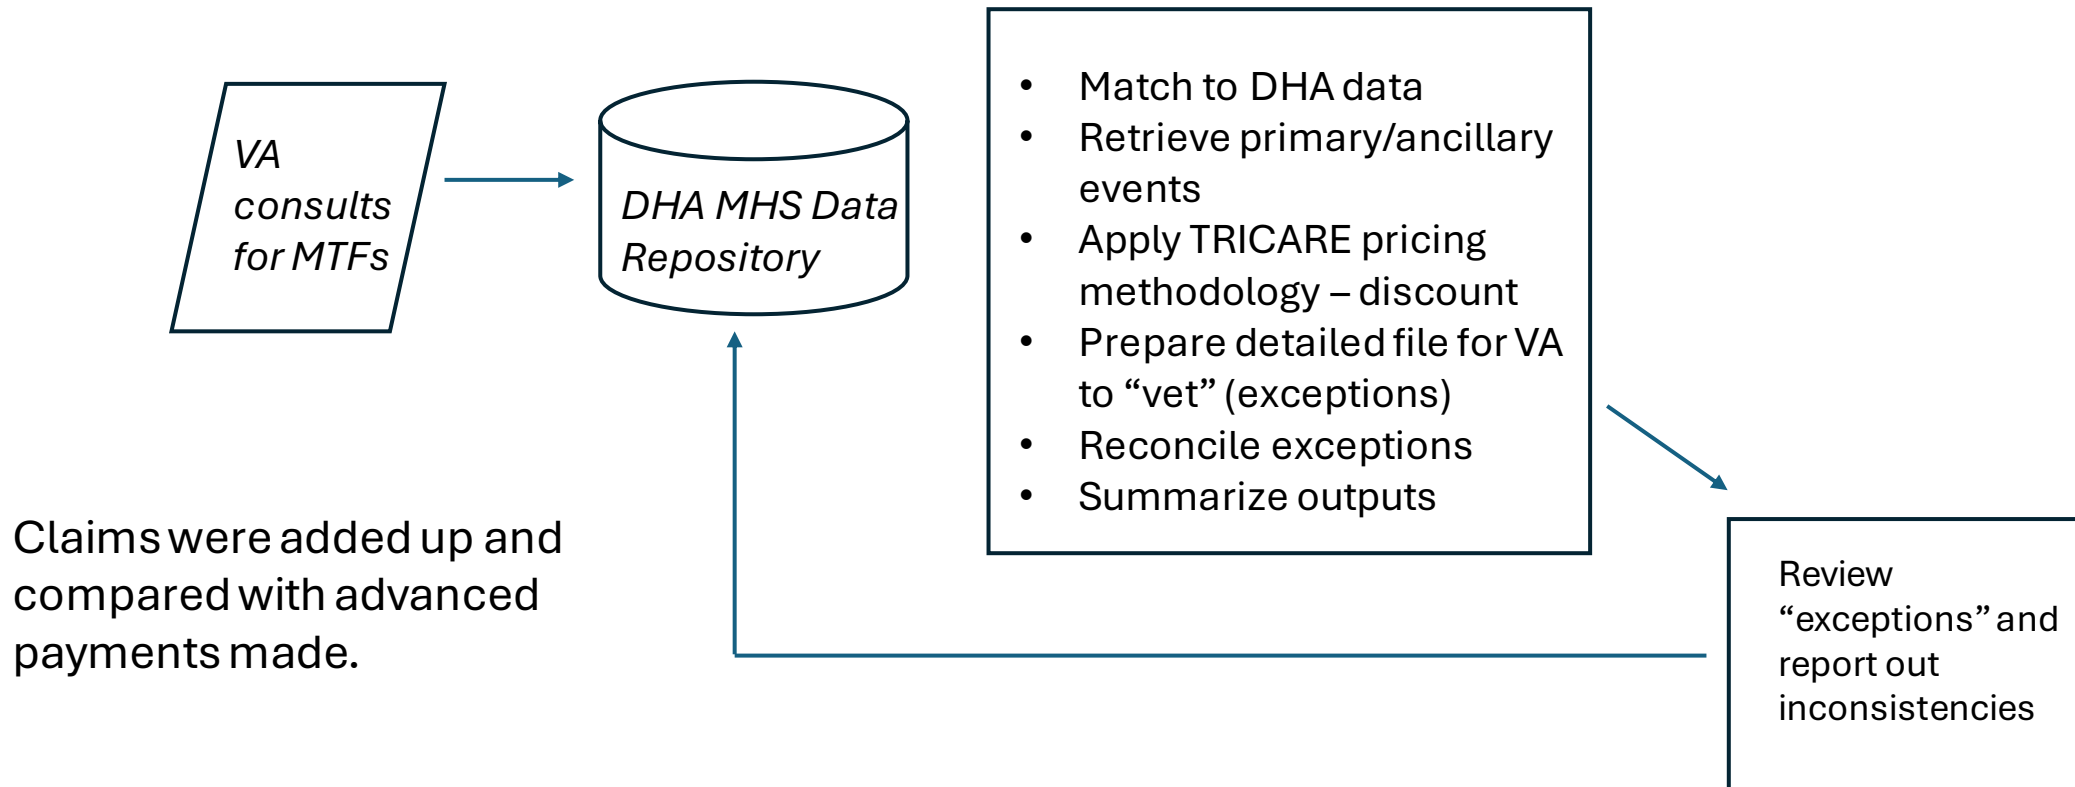 VA
consults
for MTFs
DHA MHS Data
Repository
• Match to DHA data
• Retrieve primary/ancillary
events
• Apply TRICARE pricing
methodology – discount
• Prepare detailed file for VA
to “vet” (exceptions)
• Reconcile exceptions
• Summarize outputs
Claims were added up and
compared with advanced
payments made.
Review
“exceptions” and
report out
inconsistencies